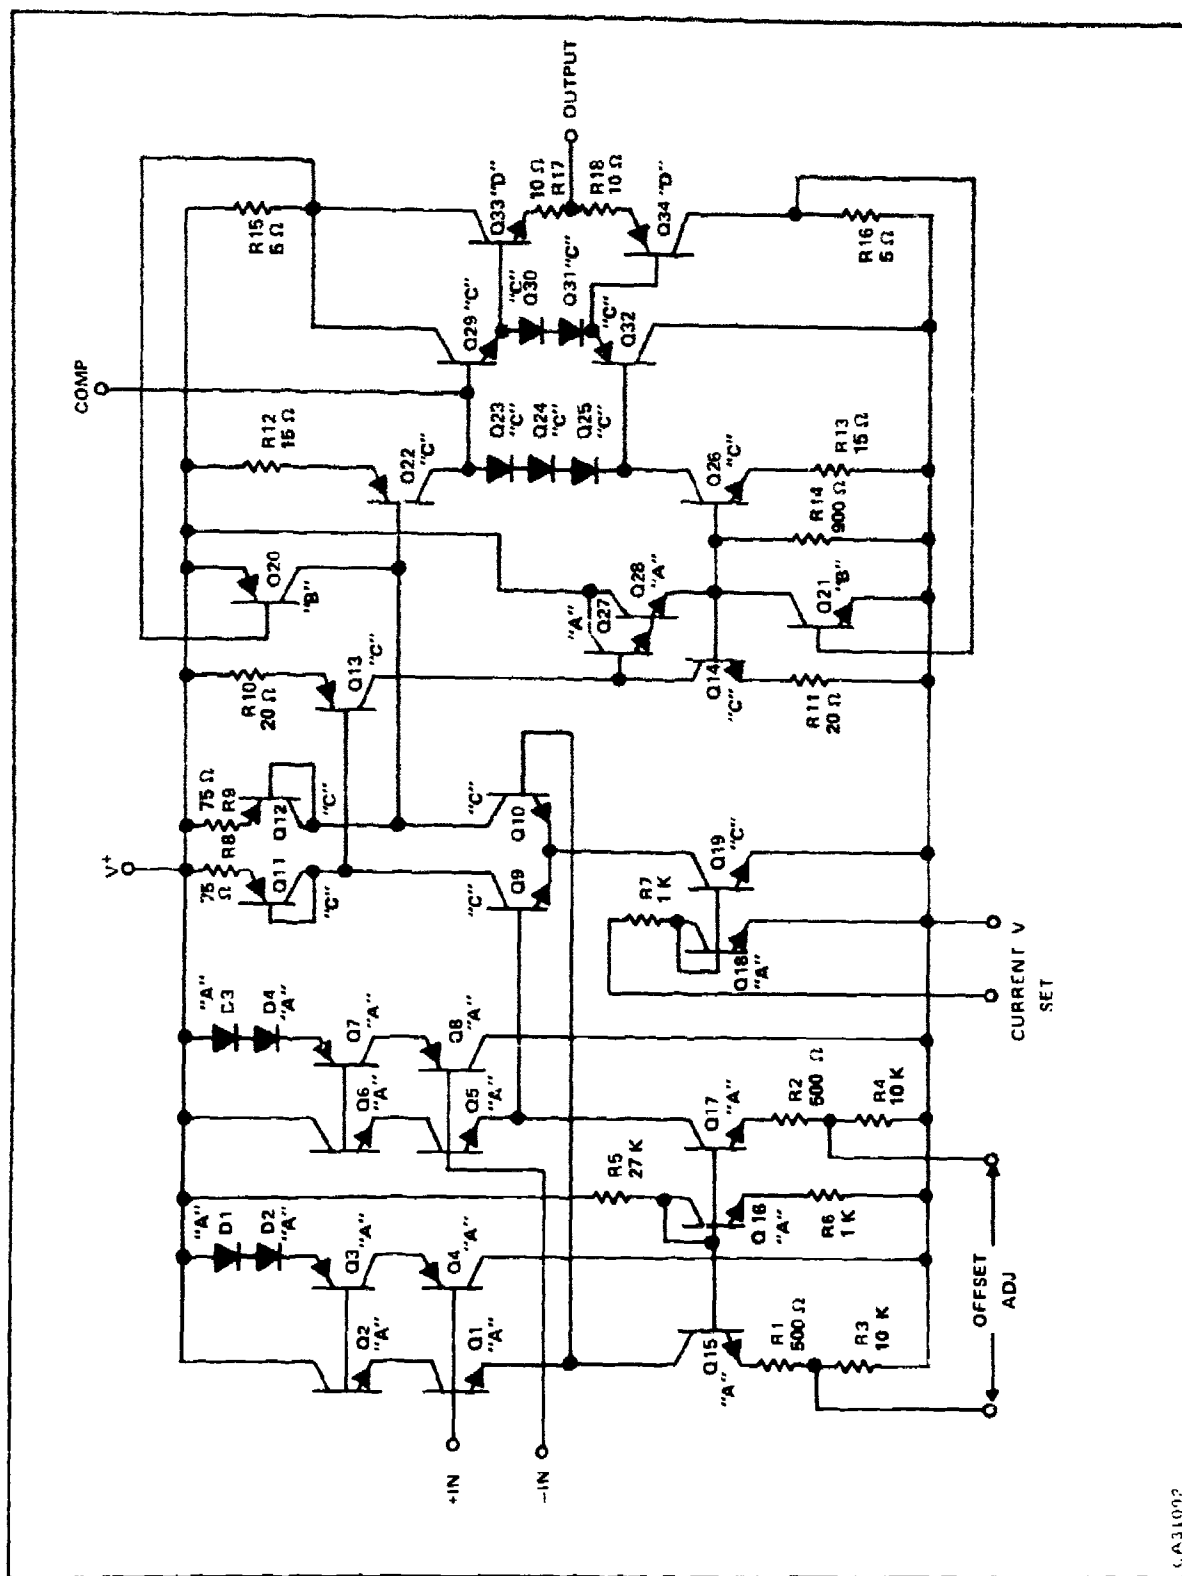 COMP
OUTPUT
V+
+IN
-IN
CURRENT V
SET
OFFSET
ADJ
R15
5 Ω
Q33 "D"
10 Ω
R17
R18
10 Ω
Q34 "D"
R16
5 Ω
Q29 "C"
"C"
Q30
Q31 "C"
"C"
Q32
R12
15 Ω
Q22
"C"
Q23
"C"
Q24
"C"
Q25
"C"
Q26
"C"
R13
15 Ω
R14
900 Ω
Q20
"B"
"A"
Q27
Q28
"A"
Q21
"B"
R10
20 Ω
Q13
"C"
Q14
"C"
R11
20 Ω
75 Ω
R9
R8
75
Ω
Q12
"C"
Q11
"C"
"C"
Q10
"C"
Q9
R7
1 K
Q19
"C"
Q18
"A"
"A"
D3
D4
"A"
Q7
"A"
Q6
"A"
Q8
"A"
Q5
"A"
Q17
"A"
R2
500 Ω
R4
10 K
R5
27 K
Q16
"A"
R6
1 K
"A"
D1
D2
"A"
Q3
"A"
Q2
"A"
Q4
"A"
Q1
"A"
Q15
"A"
R1
500 Ω
R3
10 K